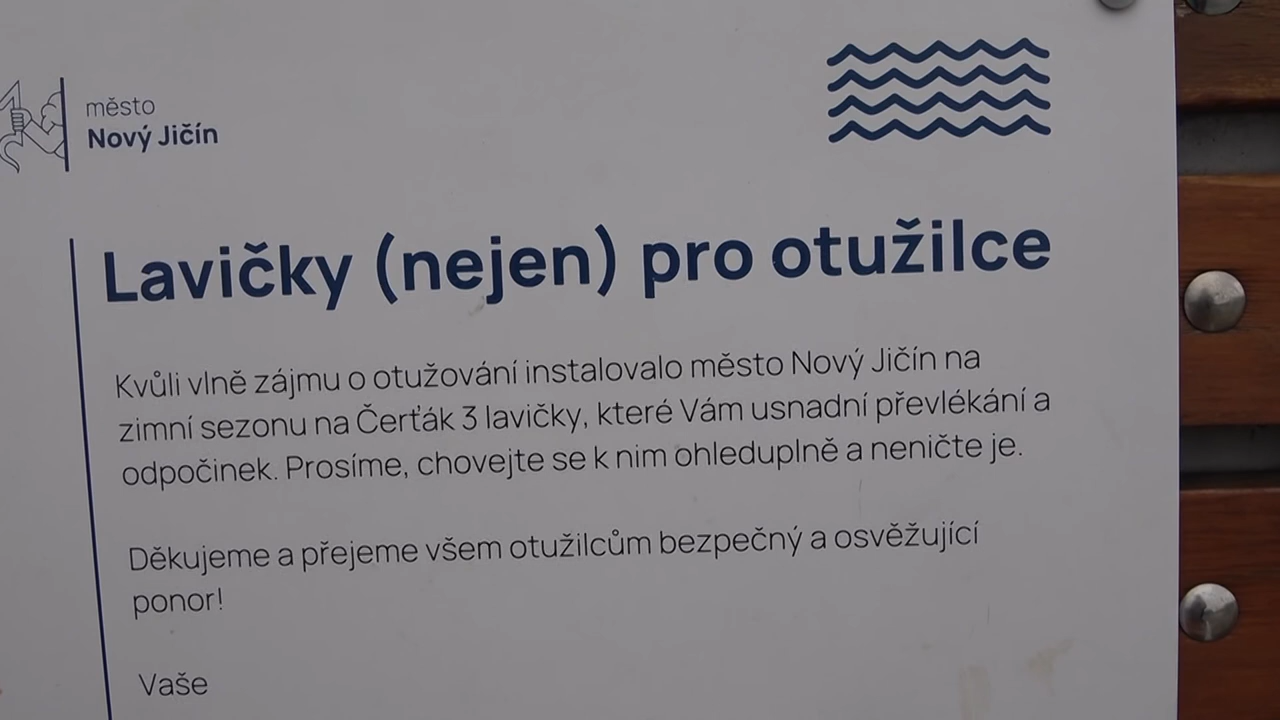 město
Nový Jičín
Lavičky (nejen) pro otužilce
Kvůli vlně zájmu o otužování instalovalo město Nový Jičín na
zimní sezonu na Čerťák 3 lavičky, které Vám usnadní převlékání a
odpočinek. Prosíme, chovejte se k nim ohleduplně a neničte je.
Děkujeme a přejeme všem otužilcům bezpečný a osvěžující
ponor!
Vaše